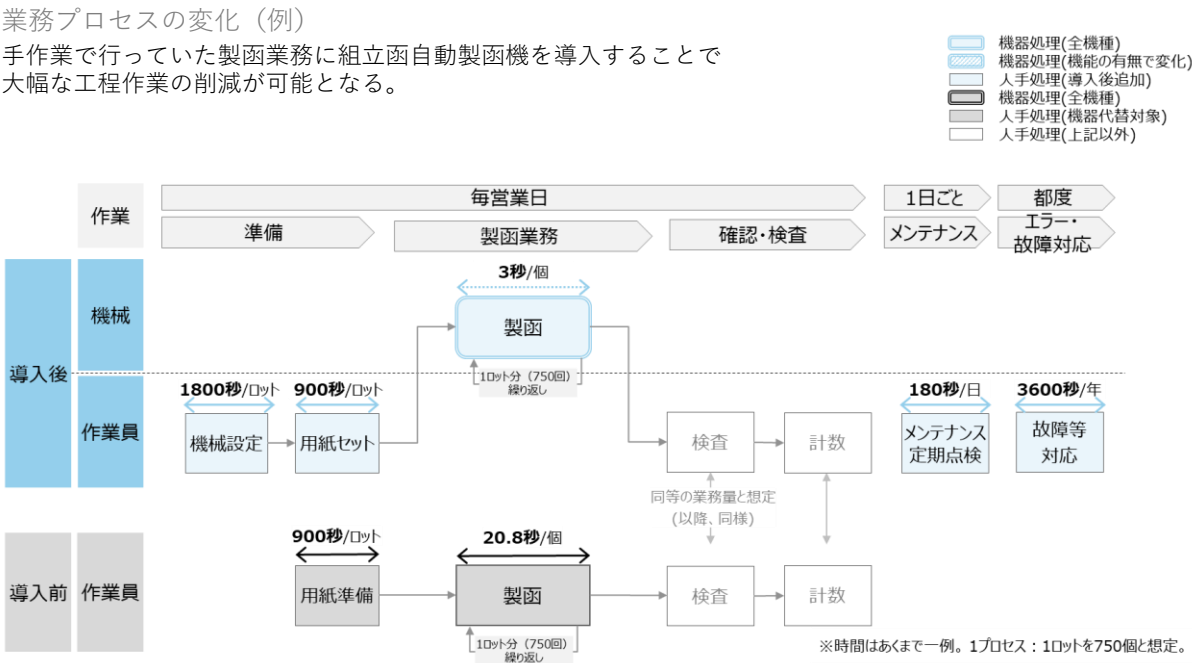 業務プロセスの変化（例）
手作業で行っていた製函業務に組立函自動製函機を導入することで
大幅な工程作業の削減が可能となる。
機器処理(全機種)
機器処理(機能の有無で変化)
人手処理(導入後追加)
機器処理(全機種)
人手処理(機器代替対象)
人手処理(上記以外)
作業
毎営業日
1日ごと
都度
準備
製函業務
確認・検査
メンテナンス
エラー・
故障対応
導入後
機械
3秒/個
製函
1ロット分（750回）
繰り返し
作業員
1800秒/ロット
900秒/ロット
180秒/日
3600秒/年
機械設定
用紙セット
検査
計数
メンテナンス
定期点検
故障等
対応
同等の業務量と想定
(以降、同様)
導入前
作業員
900秒/ロット
20.8秒/個
用紙準備
製函
検査
計数
1ロット分（750回）
繰り返し
※時間はあくまで一例。1プロセス：1ロットを750個と想定。